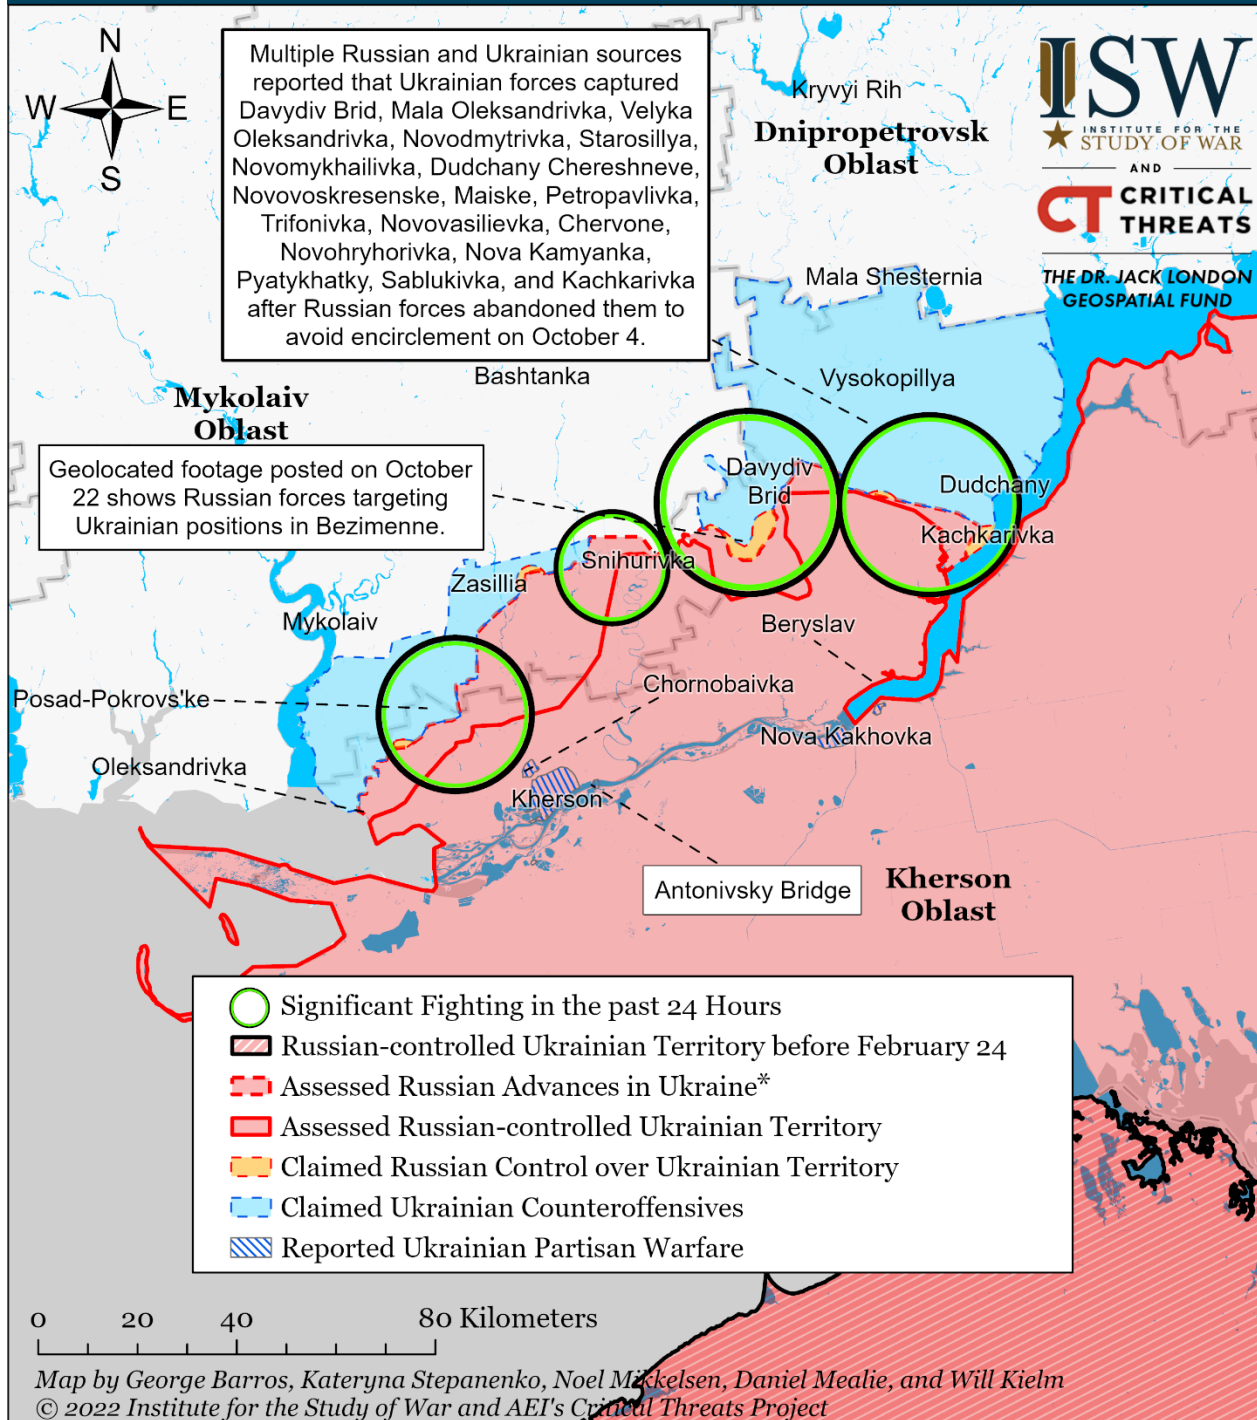 N
W E
S
Multiple Russian and Ukrainian sources
reported that Ukrainian forces captured
Davydiv Brid, Mala Oleksandrivka, Velyka
Oleksandrivka, Novodmytrivka, Starosillya,
Novomykhailivka, Dudchany Chereshneve,
Novovoskresenske, Maiske, Petropavlivka,
Trifonivka, Novovasilievka, Chervone,
Novohryhorivka, Nova Kamyanka,
Pyatykhatky, Sablukivka, and Kachkarivka
after Russian forces abandoned them to
avoid encirclement on October 4.
ISW
INSTITUTE FOR THE
STUDY OF WAR
AND
CT CRITICAL
THREATS
THE DR. JACK LONDON
GEOSPATIAL FUND
Kryvyi Rih
Dnipropetrovsk
Oblast
Mala Shesternia
Bashtanka
Vysokopillya
Mykolaiv
Oblast
Geolocated footage posted on October
22 shows Russian forces targeting
Ukrainian positions in Bezimenne.
Davydiv
Brid
Dudchany
Kachkarivka
Snihurivka
Zasillia
Mykolaiv
Beryslav
Chornobaivka
Posad-Pokrovs'ke
Nova Kakhovka
Oleksandrivka
Kherson
Antonivsky Bridge
Kherson
Oblast
Significant Fighting in the past 24 Hours
Russian-controlled Ukrainian Territory before February 24
Assessed Russian Advances in Ukraine*
Assessed Russian-controlled Ukrainian Territory
Claimed Russian Control over Ukrainian Territory
Claimed Ukrainian Counteroffensives
Reported Ukrainian Partisan Warfare
0 20 40 80 Kilometers
Map by George Barros, Kateryna Stepanenko, Noel Mikkelsen, Daniel Mealie, and Will Kielm
© 2022 Institute for the Study of War and AEI's Critical Threats Project